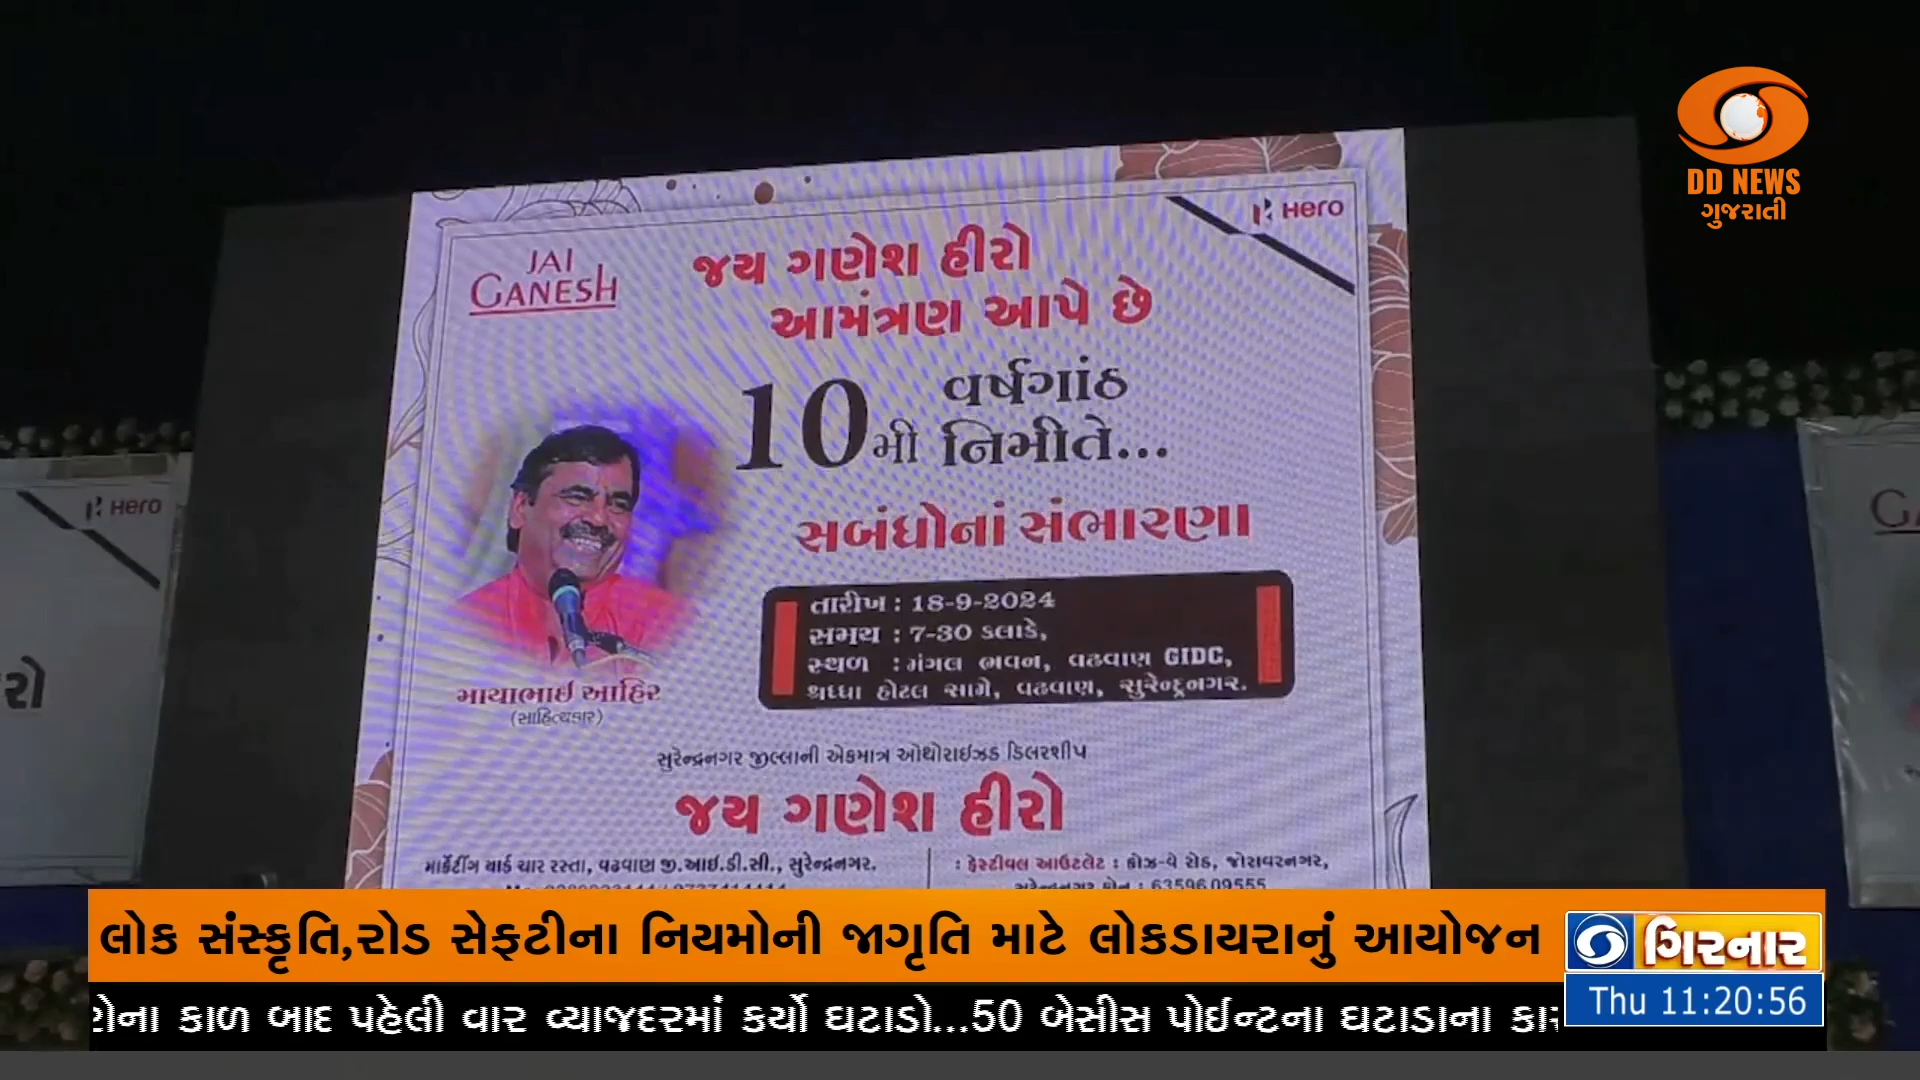 DD NEWS
ગુજરાતી
Hero
JAI
GANESH
જય ગણેશ હીરો
આમંત્રણ આપે છે
10મી વર્ષગાંઠ
નિમીતે...
સબંધોનાં સંભારણા
તારીખ : 18-9-2024
સમય : 7-30 કલાકે,
સ્થળ : મંગલ ભવન, વઢવાણ GIDC,
શ્રધ્ધા હોટલ સામે, વઢવાણ, સુરેન્દ્રનગર.
માયાભાઈ આહિર
(સાહિત્યકાર)
સુરેન્દ્રનગર જીલ્લાની એકમાત્ર ઓથોરાઈઝડ ડિલરશીપ
જય ગણેશ હીરો
માર્કેટીંગ યાર્ડ ચાર રસ્તા, વઢવાણ જી.આઈ.ડી.સી., સુરેન્દ્રનગર.
: ફેસ્ટીવલ આઉટલેટ : કોઝ-વે રોડ, જોરાવરનગર,
સુરેન્દ્રનગર ફોન : 6359609555
Hero
રો
લોક સંસ્કૃતિ,રોડ સેફટીના નિયમોની જાગૃતિ માટે લોકડાયરાનું આયોજન
ગિરનાર
કાળ બાદ પહેલી વાર વ્યાજદરમાં કર્યો ઘટાડો...50 બેસીસ પોઈન્ટના ઘટાડાના
Thu 11:20:56